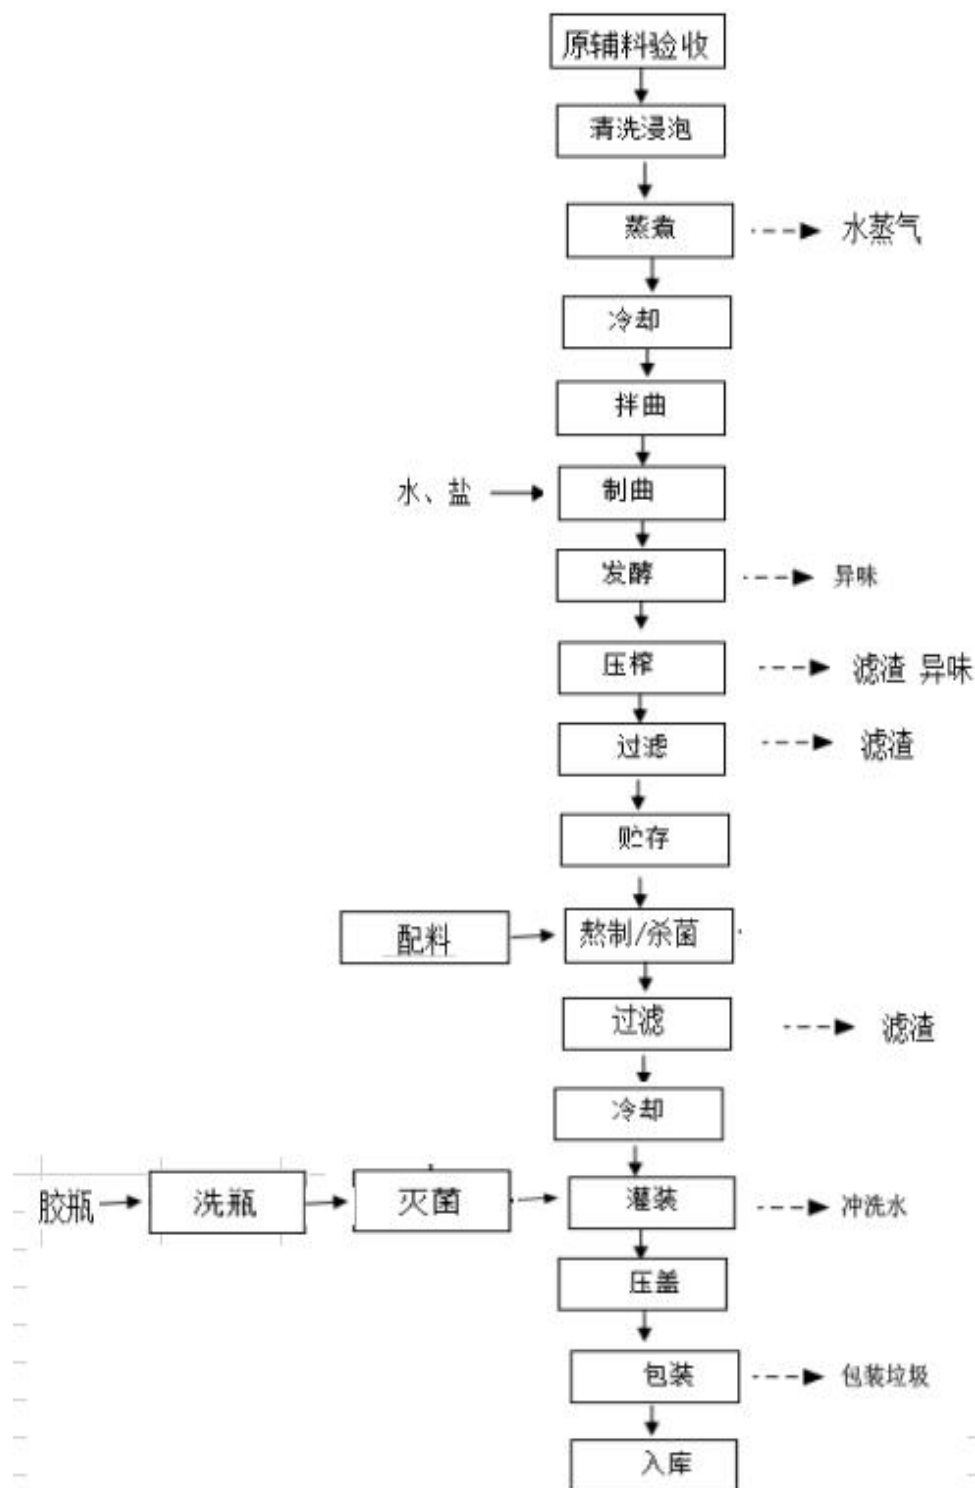 原辅料验收
清洗浸泡
蒸煮
水蒸气
冷却
拌曲
水、盐
制曲
发酵
异味
压榨
滤渣 异味
过滤
滤渣
贮存
配料
熬制/杀菌
过滤
滤渣
冷却
胶瓶
洗瓶
灭菌
灌装
冲洗水
压盖
包装
包装垃圾
入库